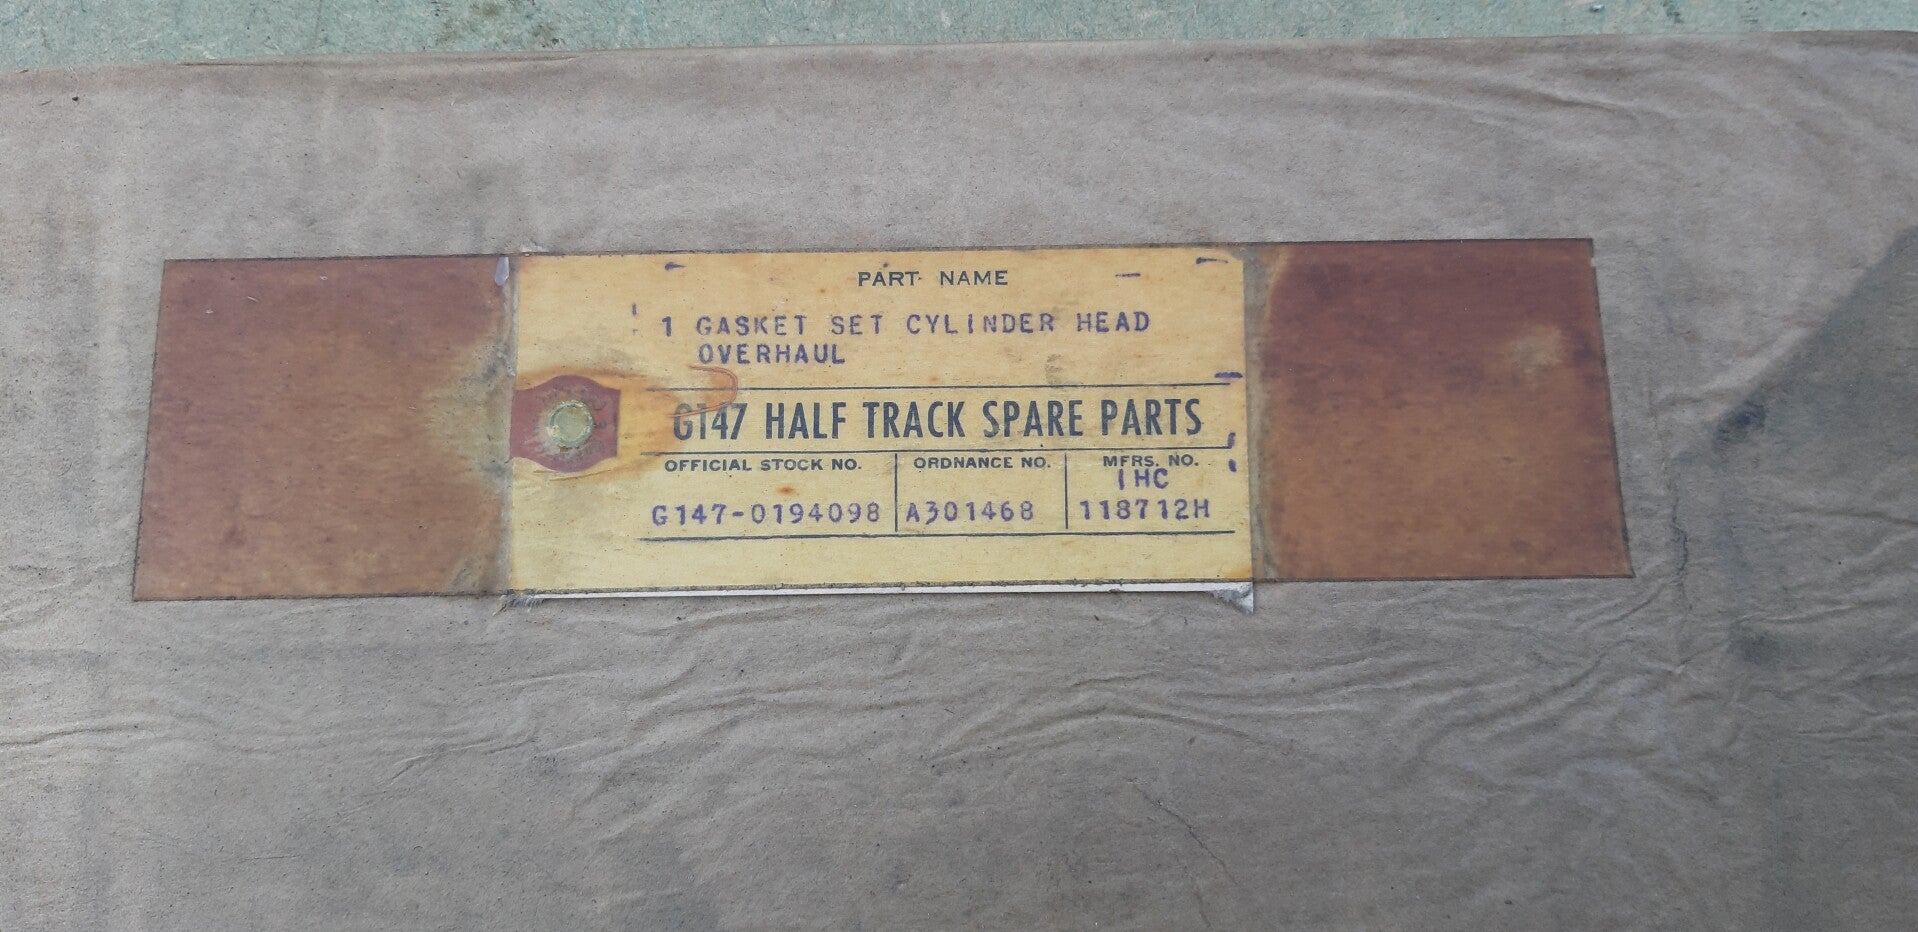 PART NAME
1 GASKET SET CYLINDER HEAD
OVERHAUL
G147 HALF TRACK SPARE PARTS
OFFICIAL STOCK NO. ORDNANCE NO. MFRS. NO.
IHC
G147-0194098 A301468 118712H